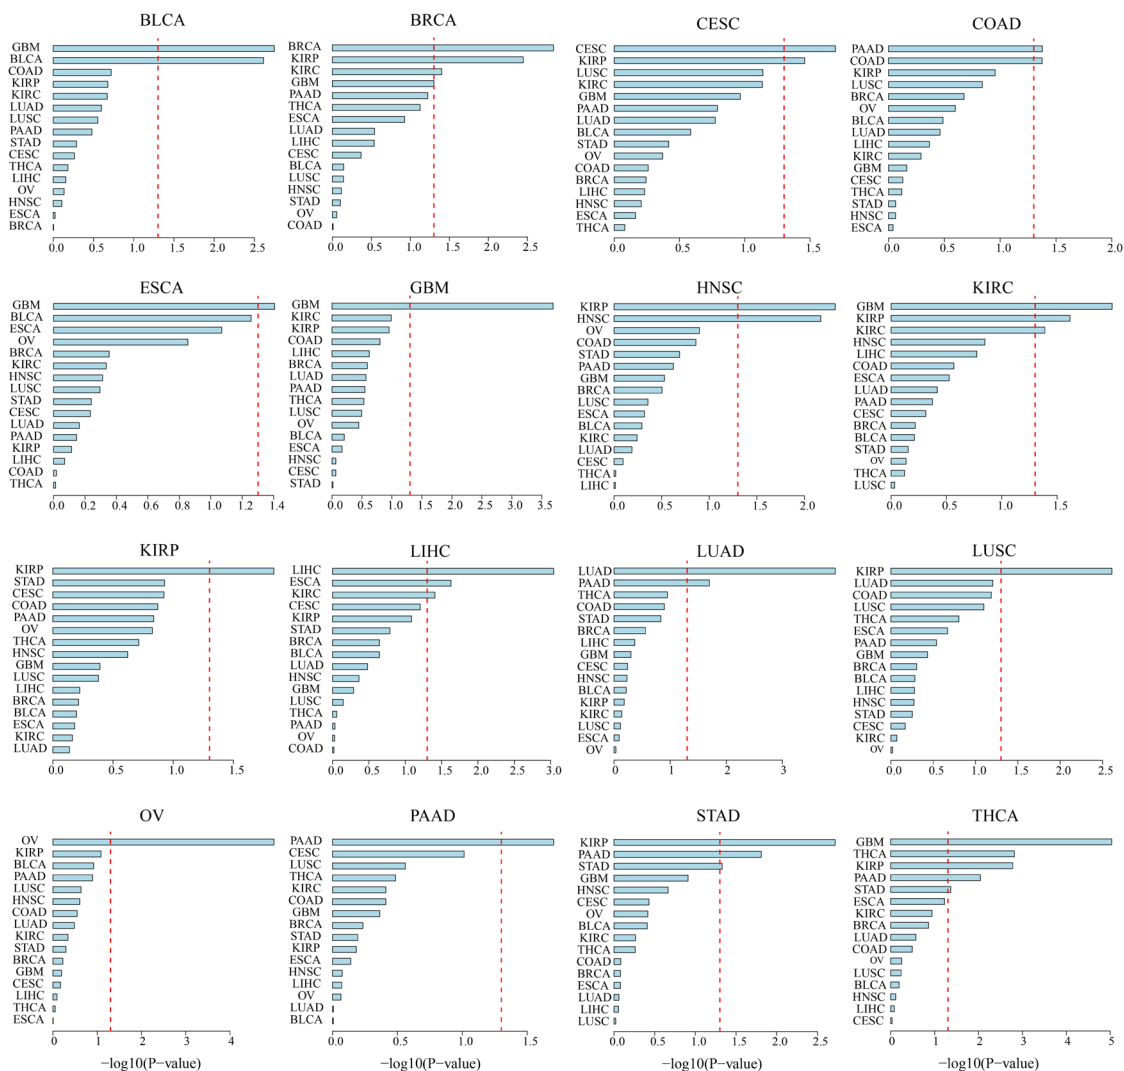 BLCA
GBM
BLCA
COAD
KIRP
KIRC
LUAD
LUSC
PAAD
STAD
CESC
THCA
LIHC
OV
HNSC
ESCA
BRCA
0.0 0.5 1.0 1.5 2.0 2.5
BRCA
BRCA
KIRP
KIRC
GBM
PAAD
THCA
ESCA
LUAD
LIHC
CESC
BLCA
LUSC
HNSC
STAD
OV
COAD
0.0 0.5 1.0 1.5 2.0 2.5
CESC
CESC
KIRP
LUSC
KIRC
GBM
PAAD
LUAD
BLCA
STAD
OV
COAD
BRCA
LIHC
HNSC
ESCA
THCA
0.0 0.5 1.0 1.5
COAD
PAAD
COAD
KIRP
LUSC
BRCA
OV
BLCA
LUAD
LIHC
KIRC
GBM
CESC
THCA
STAD
HNSC
ESCA
0.0 0.5 1.0 1.5 2.0
ESCA
GBM
BLCA
ESCA
OV
BRCA
KIRC
HNSC
LUSC
STAD
CESC
LUAD
PAAD
KIRP
LIHC
COAD
THCA
0.0 0.2 0.4 0.6 0.8 1.0 1.2 1.4
GBM
GBM
KIRC
KIRP
COAD
LIHC
BRCA
LUAD
PAAD
THCA
LUSC
OV
BLCA
ESCA
HNSC
CESC
STAD
0.0 0.5 1.0 1.5 2.0 2.5 3.0 3.5
HNSC
KIRP
HNSC
OV
COAD
STAD
PAAD
GBM
BRCA
LUSC
ESCA
BLCA
KIRC
LUAD
CESC
THCA
LIHC
0.0 0.5 1.0 1.5 2.0
KIRC
GBM
KIRP
KIRC
HNSC
LIHC
COAD
ESCA
LUAD
PAAD
CESC
BRCA
BLCA
STAD
OV
THCA
LUSC
0.0 0.5 1.0 1.5
KIRP
KIRP
STAD
CESC
COAD
PAAD
OV
THCA
HNSC
GBM
LUSC
LIHC
BRCA
BLCA
ESCA
KIRC
LUAD
0.0 0.5 1.0 1.5
LIHC
LIHC
ESCA
KIRC
CESC
KIRP
STAD
BRCA
BLCA
LUAD
HNSC
GBM
LUSC
THCA
PAAD
OV
COAD
0.0 0.5 1.0 1.5 2.0 2.5 3.0
LUAD
LUAD
PAAD
THCA
COAD
STAD
BRCA
LIHC
GBM
CESC
HNSC
BLCA
KIRP
KIRC
LUSC
ESCA
OV
0 1 2 3
LUSC
KIRP
LUAD
COAD
LUSC
THCA
ESCA
PAAD
GBM
BRCA
BLCA
LIHC
HNSC
STAD
CESC
KIRC
OV
0.0 0.5 1.0 1.5 2.0 2.5
OV
OV
KIRP
BLCA
PAAD
LUSC
HNSC
COAD
LUAD
KIRC
STAD
BRCA
GBM
CESC
LIHC
THCA
ESCA
0 1 2 3 4
−log10(P−value)
PAAD
PAAD
CESC
LUSC
THCA
KIRC
COAD
GBM
BRCA
STAD
KIRP
ESCA
HNSC
LIHC
OV
LUAD
BLCA
0.0 0.5 1.0 1.5
−log10(P−value)
STAD
KIRP
PAAD
STAD
GBM
HNSC
CESC
OV
BLCA
KIRC
THCA
COAD
BRCA
ESCA
LUAD
LIHC
LUSC
0.0 0.5 1.0 1.5 2.0 2.5
−log10(P−value)
THCA
GBM
THCA
KIRP
PAAD
STAD
ESCA
KIRC
BRCA
LUAD
COAD
OV
LUSC
BLCA
HNSC
LIHC
CESC
0 1 2 3 4 5
−log10(P−value)